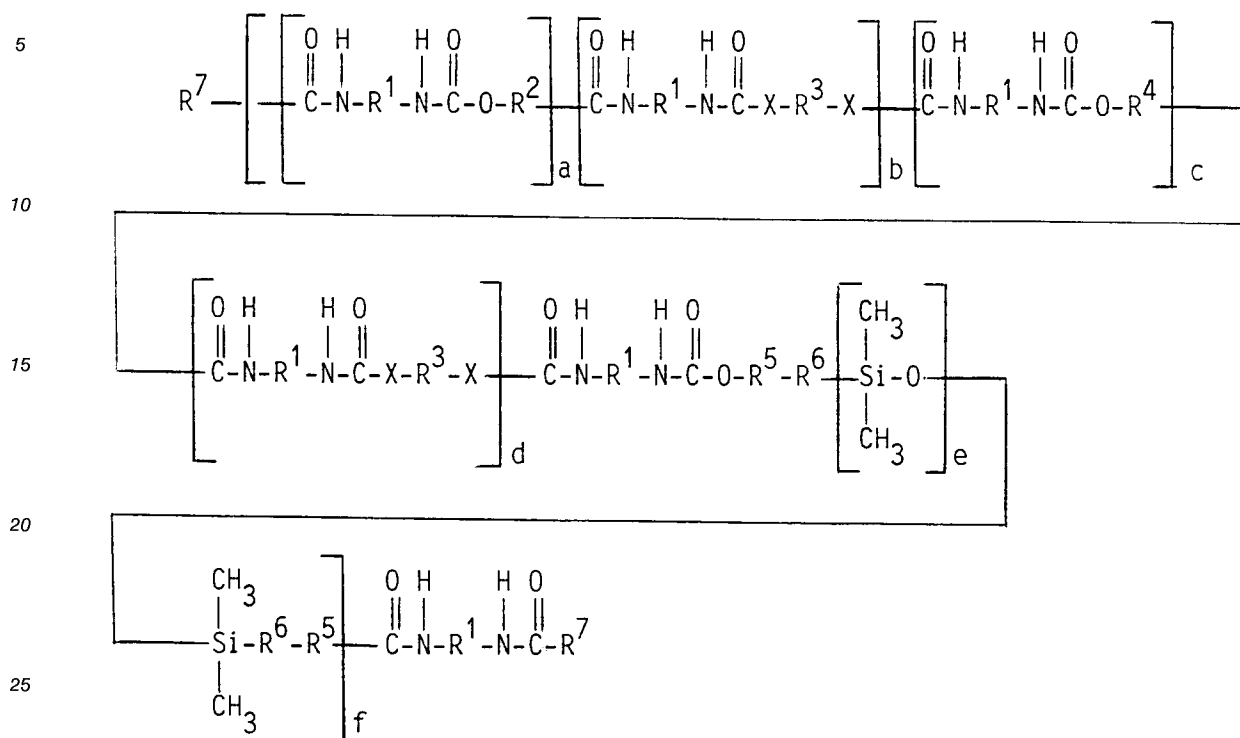 5
O H H O O H H O O H H O
R⁷ C-N-R¹-N-C-O-R² C-N-R¹-N-C-X-R³-X C-N-R¹-N-C-O-R⁴
a b c
10
O H H O O H H O CH₃
15
C-N-R¹-N-C-X-R³-X C-N-R¹-N-C-O-R⁵-R⁶ Si-O
CH₃
d e
20
CH₃ O H H O
Si-R⁶-R⁵ C-N-R¹-N-C-R⁷
CH₃
25
f